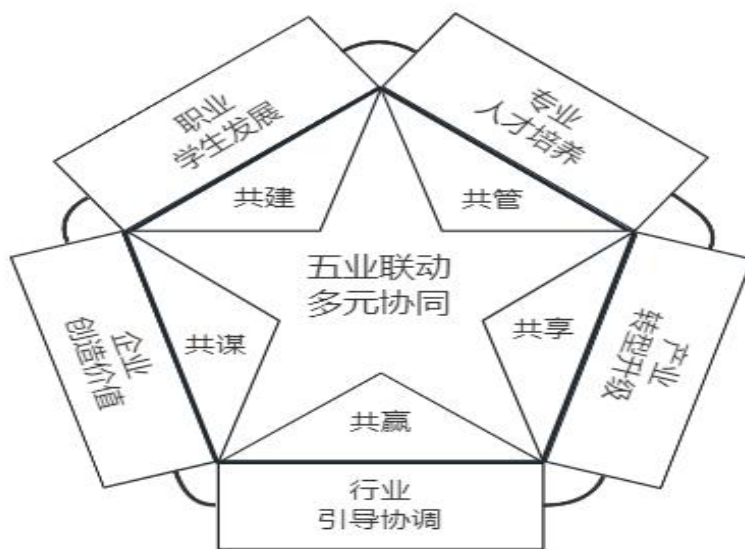 职业
学生发展
专业
人才培养
共建
共管
五业联动
多元协同
企业
创造价值
共谋
共享
产业
转型升级
共赢
行业
引导协调